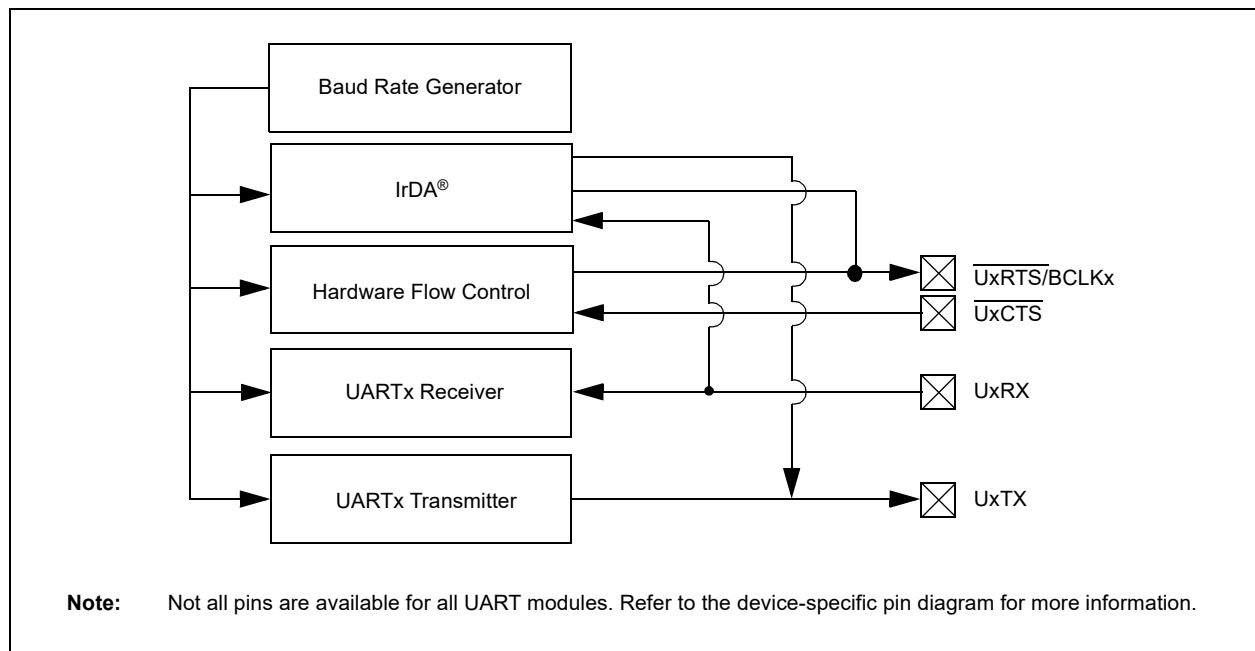 Baud Rate Generator
IrDA®
Hardware Flow Control
UxRTS/BCLKx
UxCTS
UARTx Receiver
UxRX
UARTx Transmitter
UxTX
Note: Not all pins are available for all UART modules. Refer to the device-specific pin diagram for more information.